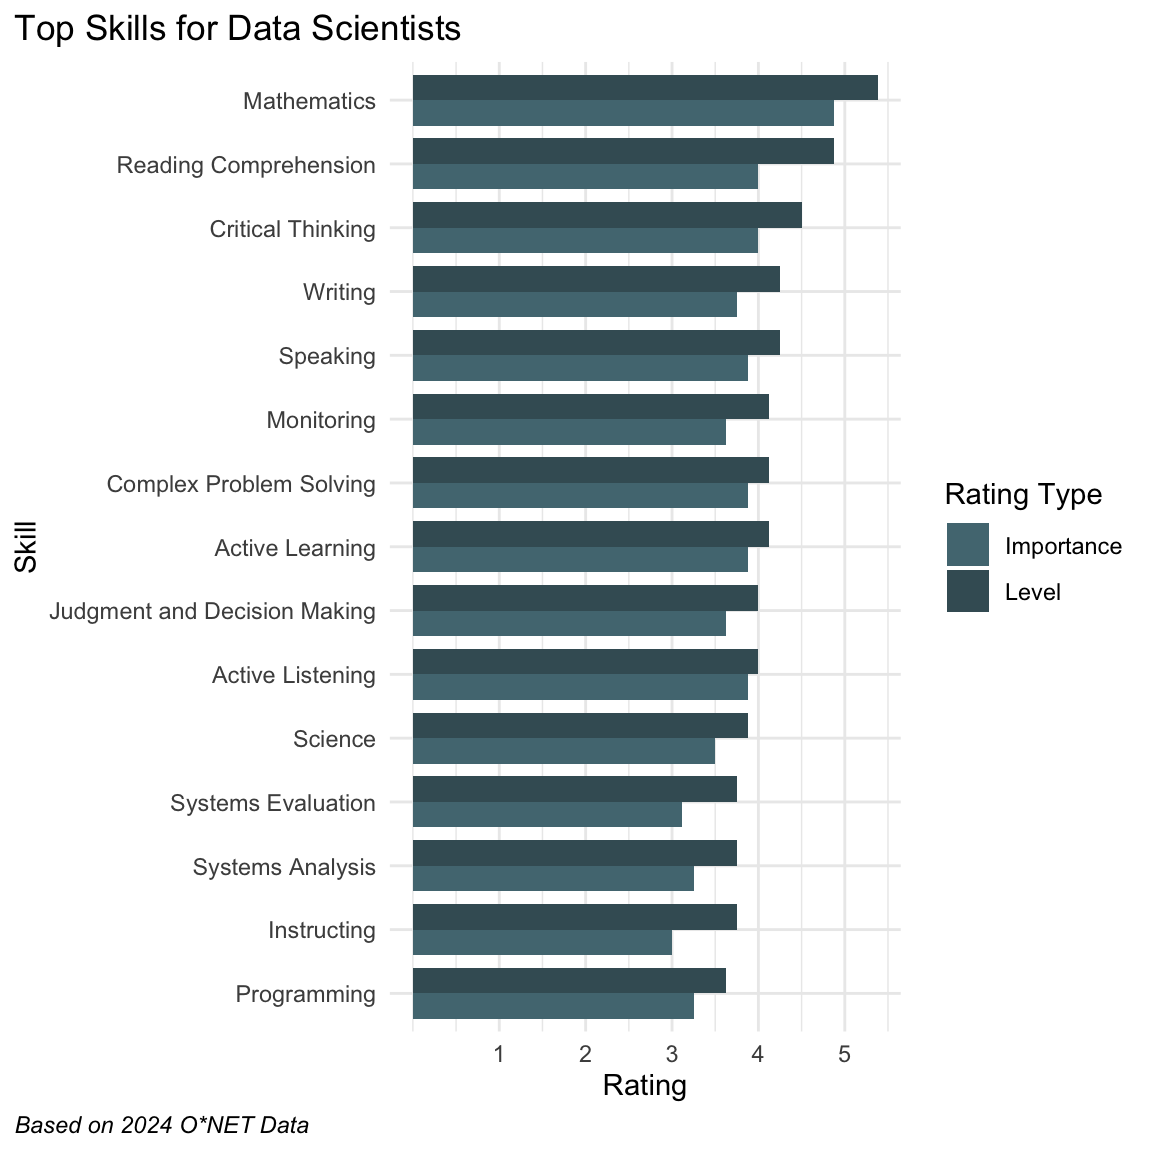 Top Skills for Data Scientists
Mathematics
Reading Comprehension
Critical Thinking
Writing
Speaking
Monitoring
Complex Problem Solving
Active Learning
Judgment and Decision Making
Active Listening
Science
Systems Evaluation
Systems Analysis
Instructing
Programming
Skill
1 2 3 4 5
Rating
Rating Type
Importance
Level
Based on 2024 O*NET Data